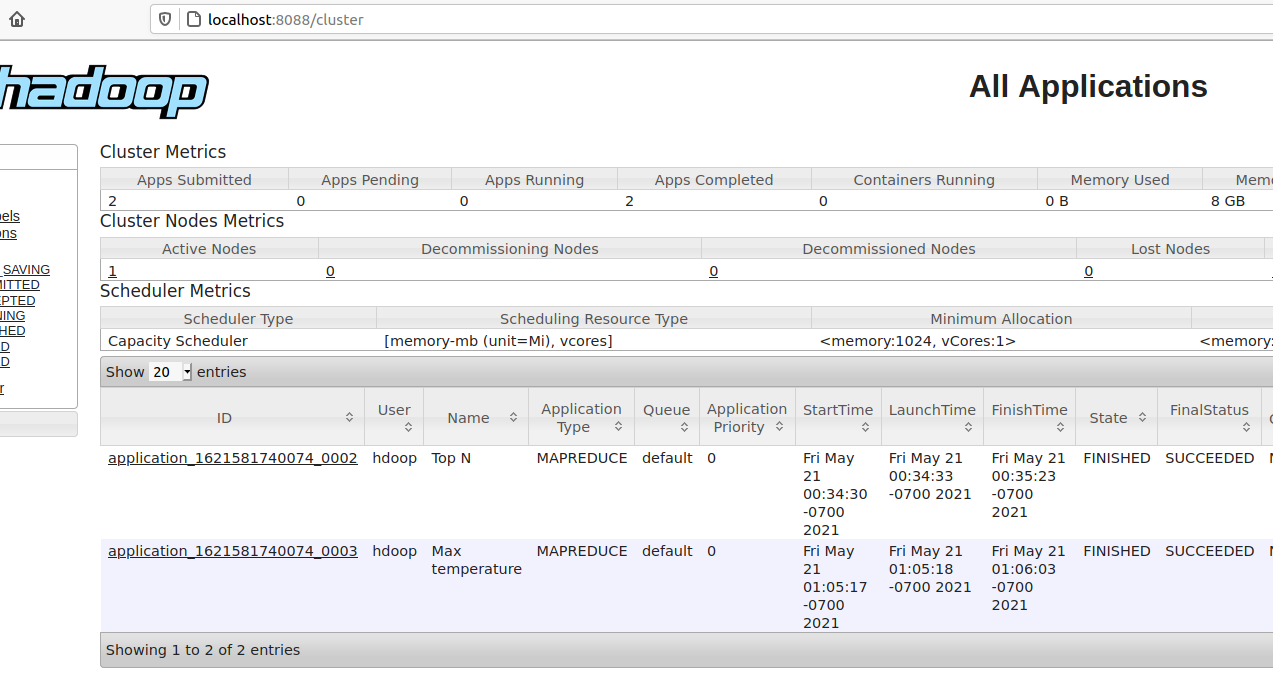 localhost:8088/cluster
hadoop
All Applications
Cluster Metrics
Apps Submitted Apps Pending Apps Running Apps Completed Containers Running Memory Used Mem
2 0 0 2 0 0 B 8 GB
Cluster Nodes Metrics
Active Nodes Decommissioning Nodes Decommissioned Nodes Lost Nodes
1 0 0 0
Scheduler Metrics
Scheduler Type Scheduling Resource Type Minimum Allocation
Capacity Scheduler [memory-mb (unit=Mi), vcores] <memory:1024, vCores:1> <memory:
Show 20 entries
ID User Name Application Type Queue Application Priority StartTime LaunchTime FinishTime State FinalStatus
application_1621581740074_0002 hdoop Top N MAPREDUCE default 0 Fri May 21 00:34:30 -0700 2021 Fri May 21 00:34:33 -0700 2021 Fri May 21 00:35:23 -0700 2021 FINISHED SUCCEEDED
application_1621581740074_0003 hdoop Max temperature MAPREDUCE default 0 Fri May 21 01:05:17 -0700 2021 Fri May 21 01:05:18 -0700 2021 Fri May 21 01:06:03 -0700 2021 FINISHED SUCCEEDED
Showing 1 to 2 of 2 entries
els
ons
_SAVING
MITTED
EPTED
NING
HED
D
D
r